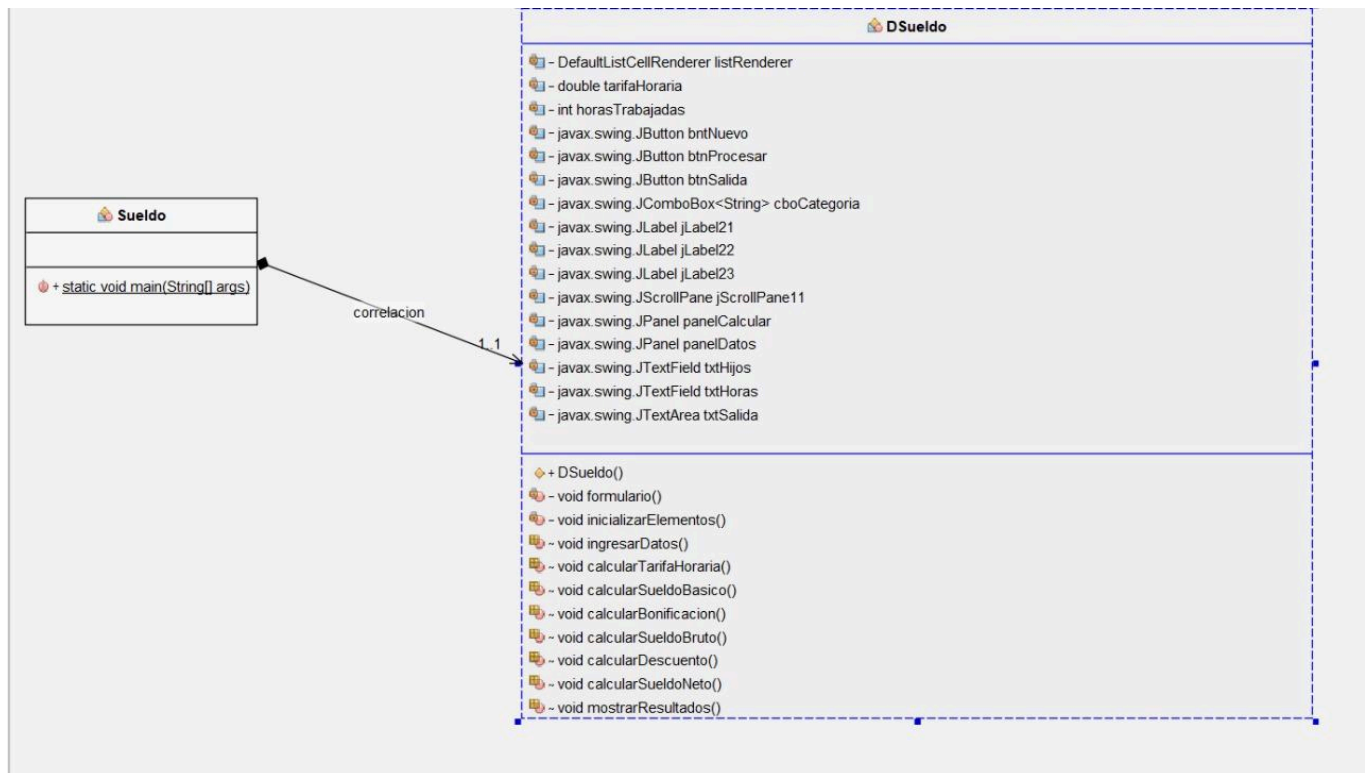 DSueldo
- DefaultListCellRenderer listRenderer
- double tarifaHoraria
- int horasTrabajadas
- javax.swing.JButton bntNuevo
- javax.swing.JButton btnProcesar
- javax.swing.JButton btnSalida
- javax.swing.JComboBox<String> cboCategoria
- javax.swing.JLabel jLabel21
- javax.swing.JLabel jLabel22
- javax.swing.JLabel jLabel23
- javax.swing.JScrollPane jScrollPane11
- javax.swing.JPanel panelCalcular
- javax.swing.JPanel panelDatos
- javax.swing.JTextField txtHijos
- javax.swing.JTextField txtHoras
- javax.swing.JTextArea txtSalida
+ DSueldo()
- void formulario()
- void inicializarElementos()
~ void ingresarDatos()
~ void calcularTarifaHoraria()
~ void calcularSueldoBasico()
~ void calcularBonificacion()
~ void calcularSueldoBruto()
~ void calcularDescuento()
~ void calcularSueldoNeto()
~ void mostrarResultados()
Sueldo
+ static void main(String[] args)
correlacion
1..1